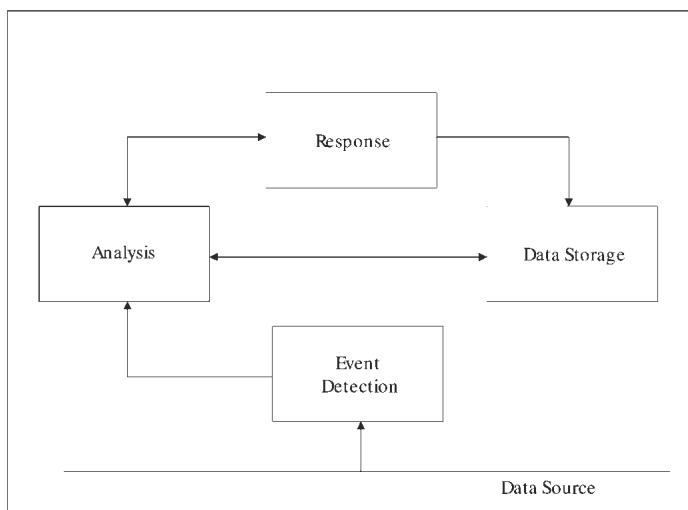 Response
Analysis
Data Storage
Event
Detection
Data Source